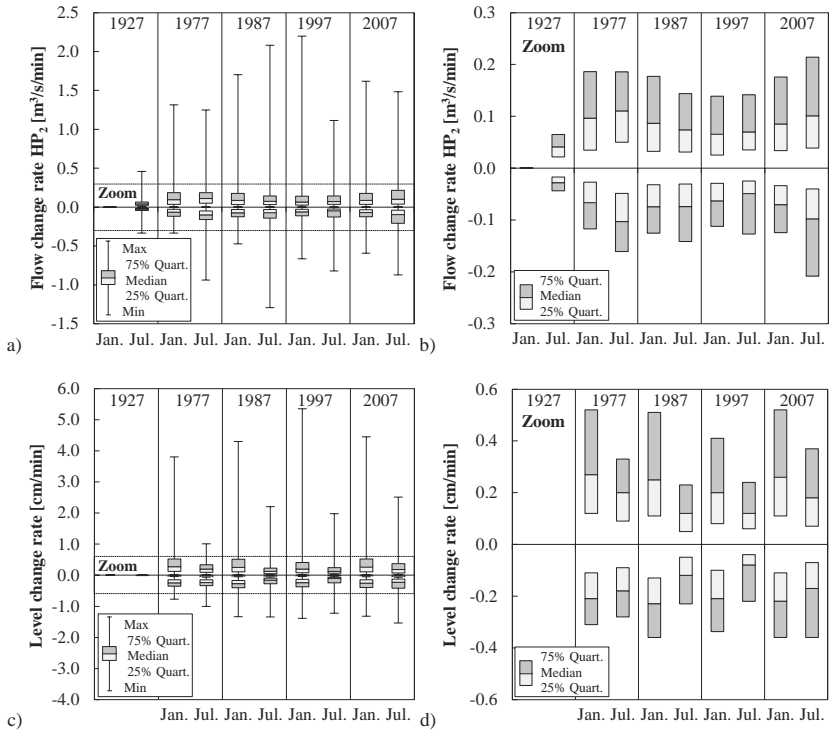 Flow change rate HP₂ [m³/s/min]
2.5
2.0
1.5
1.0
0.5
0.0
-0.5
-1.0
-1.5
1927 1977 1987 1997 2007
Zoom
Max
75% Quart.
Median
25% Quart.
Min
Jan. Jul. Jan. Jul. Jan. Jul. Jan. Jul. Jan. Jul.
a)
Flow change rate HP₂ [m³/s/min]
0.3
0.2
0.1
0.0
-0.1
-0.2
-0.3
1927 1977 1987 1997 2007
Zoom
75% Quart.
Median
25% Quart.
Jan. Jul. Jan. Jul. Jan. Jul. Jan. Jul. Jan. Jul.
b)
Level change rate [cm/min]
6.0
5.0
4.0
3.0
2.0
1.0
0.0
-1.0
-2.0
-3.0
-4.0
1927 1977 1987 1997 2007
Zoom
Max
75% Quart.
Median
25% Quart.
Min
Jan. Jul. Jan. Jul. Jan. Jul. Jan. Jul. Jan. Jul.
c)
Level change rate [cm/min]
0.6
0.4
0.2
0.0
-0.2
-0.4
-0.6
1927 1977 1987 1997 2007
Zoom
75% Quart.
Median
25% Quart.
Jan. Jul. Jan. Jul. Jan. Jul. Jan. Jul. Jan. Jul.
d)